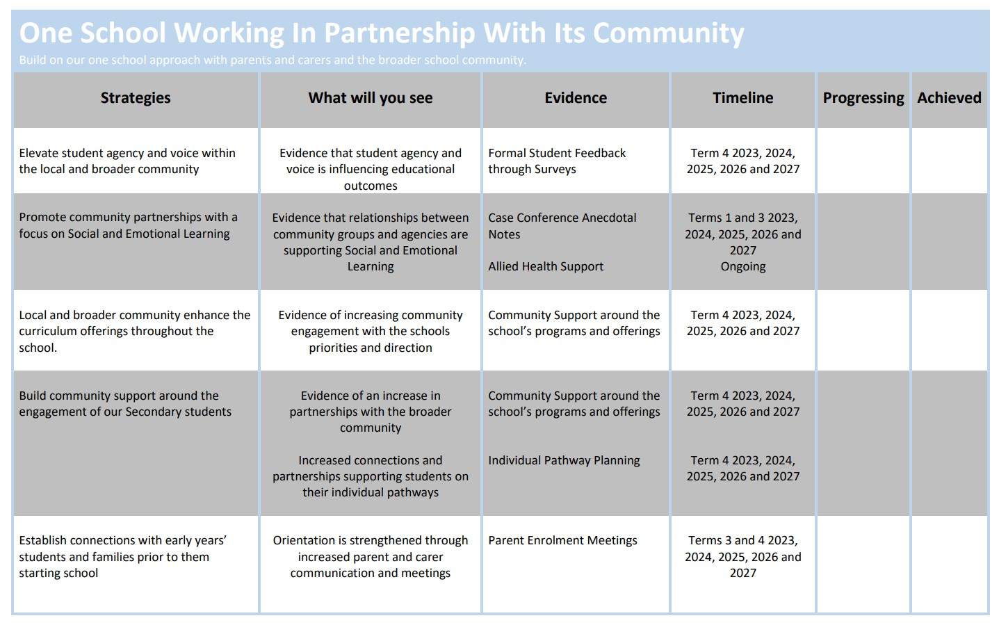 One School Working In Partnership With Its Community
Build on our one school approach with parents and carers and the broader school community.
Strategies
What will you see
Evidence
Timeline
Progressing
Achieved
Elevate student agency and voice within
the local and broader community
Evidence that student agency and
voice is influencing educational
outcomes
Formal Student Feedback
through Surveys
Term 4 2023, 2024,
2025, 2026 and 2027
Promote community partnerships with a
focus on Social and Emotional Learning
Evidence that relationships between
community groups and agencies are
supporting Social and Emotional
Learning
Case Conference Anecdotal
Notes
Allied Health Support
Terms 1 and 3 2023,
2024, 2025, 2026 and
2027
Ongoing
Local and broader community enhance the
curriculum offerings throughout the
school.
Evidence of increasing community
engagement with the schools
priorities and direction
Community Support around the
school’s programs and offerings
Term 4 2023, 2024,
2025, 2026 and 2027
Build community support around the
engagement of our Secondary students
Evidence of an increase in
partnerships with the broader
community
Increased connections and
partnerships supporting students on
their individual pathways
Community Support around the
school’s programs and offerings
Individual Pathway Planning
Term 4 2023, 2024,
2025, 2026 and 2027
Term 4 2023, 2024,
2025, 2026 and 2027
Establish connections with early years’
students and families prior to them
starting school
Orientation is strengthened through
increased parent and carer
communication and meetings
Parent Enrolment Meetings
Terms 3 and 4 2023,
2024, 2025, 2026 and
2027